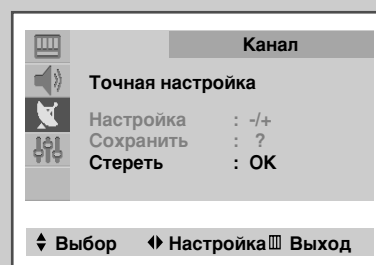 Канал
Точная настройка
Настройка : -/+
Сохранить : ?
Стереть : OK
Выбор Настройка Выход